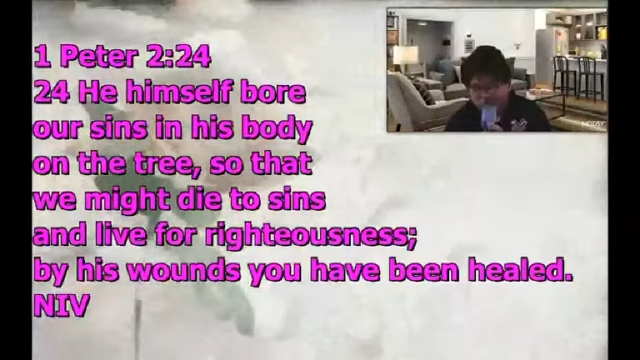 1 Peter 2:24
24 He himself bore
our sins in his body
on the tree, so that
we might die to sins
and live for righteousness;
by his wounds you have been healed.
NIV